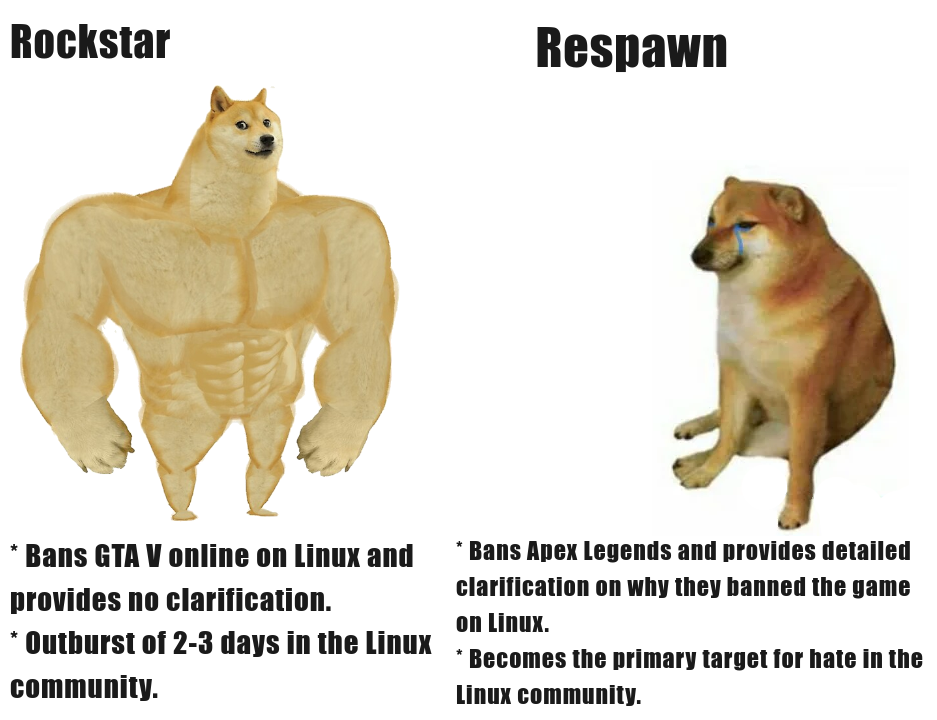 Rockstar
Respawn
* Bans GTA V online on Linux and
provides no clarification.
* Outburst of 2-3 days in the Linux
community.
* Bans Apex Legends and provides detailed
clarification on why they banned the game
on Linux.
* Becomes the primary target for hate in the
Linux community.